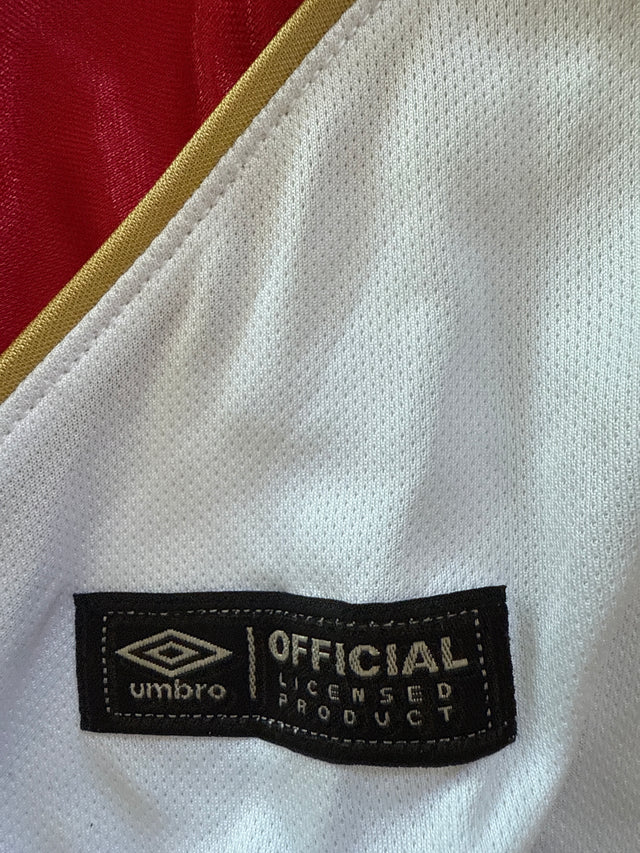 umbro
OFFICIAL
LICENSED
PRODUCT